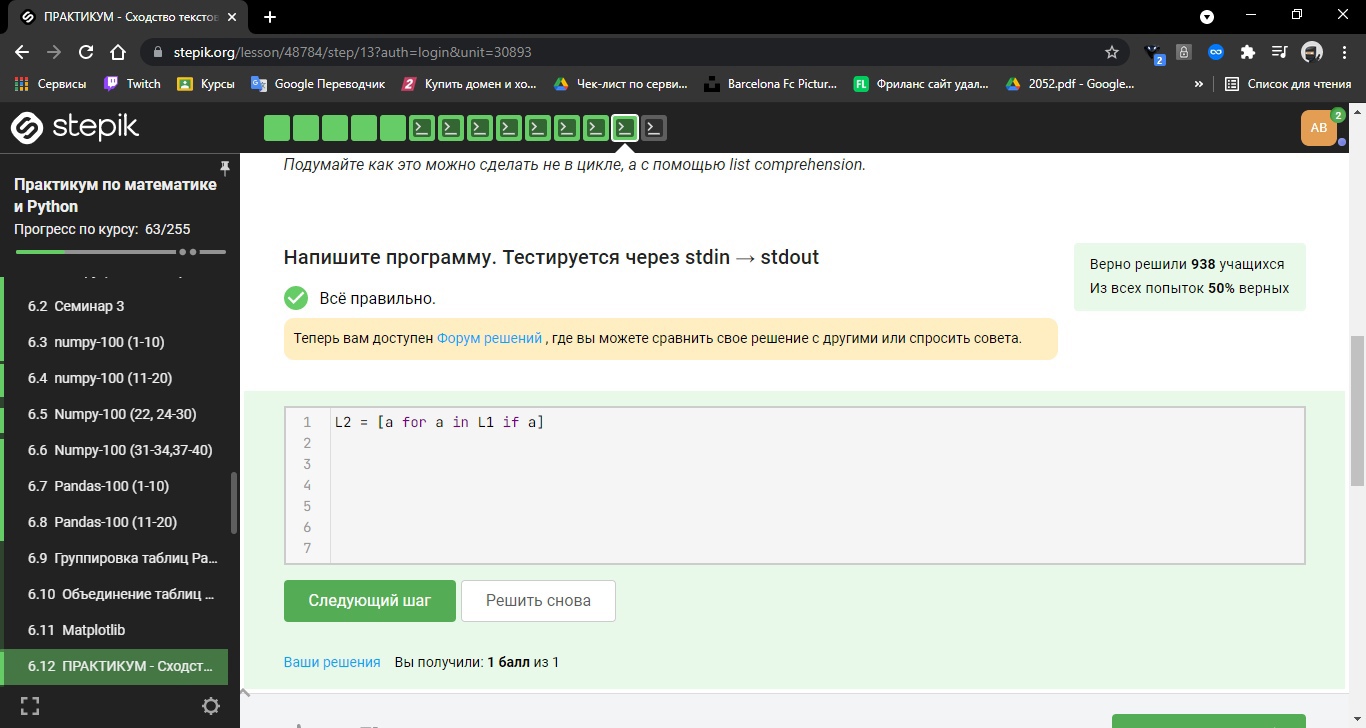 ПРАКТИКУМ - Сходство текстов
stepik.org/lesson/48784/step/13?auth=login&unit=30893
2
Сервисы
Twitch
Курсы
Google Переводчик
Купить домен и хо...
Чек-лист по серви...
Barcelona Fc Pictur...
FL
Фриланс сайт удал...
2052.pdf - Google...
»
Список для чтения
stepik
AB
2
Практикум по математике
и Python
Прогресс по курсу: 63/255
6.2 Семинар 3
6.3 numpy-100 (1-10)
6.4 numpy-100 (11-20)
6.5 Numpy-100 (22, 24-30)
6.6 Numpy-100 (31-34,37-40)
6.7 Pandas-100 (1-10)
6.8 Pandas-100 (11-20)
6.9 Группировка таблиц Pa...
6.10 Объединение таблиц ...
6.11 Matplotlib
6.12 ПРАКТИКУМ - Сходст...
Подумайте как это можно сделать не в цикле, а с помощью list comprehension.
Напишите программу. Тестируется через stdin → stdout
Всё правильно.
Теперь вам доступен Форум решений , где вы можете сравнить свое решение с другими или спросить совета.
Верно решили 938 учащихся
Из всех попыток 50% верных
1 L2 = [a for a in L1 if a]
2
3
4
5
6
7
Следующий шаг
Решить снова
Ваши решения Вы получили: 1 балл из 1